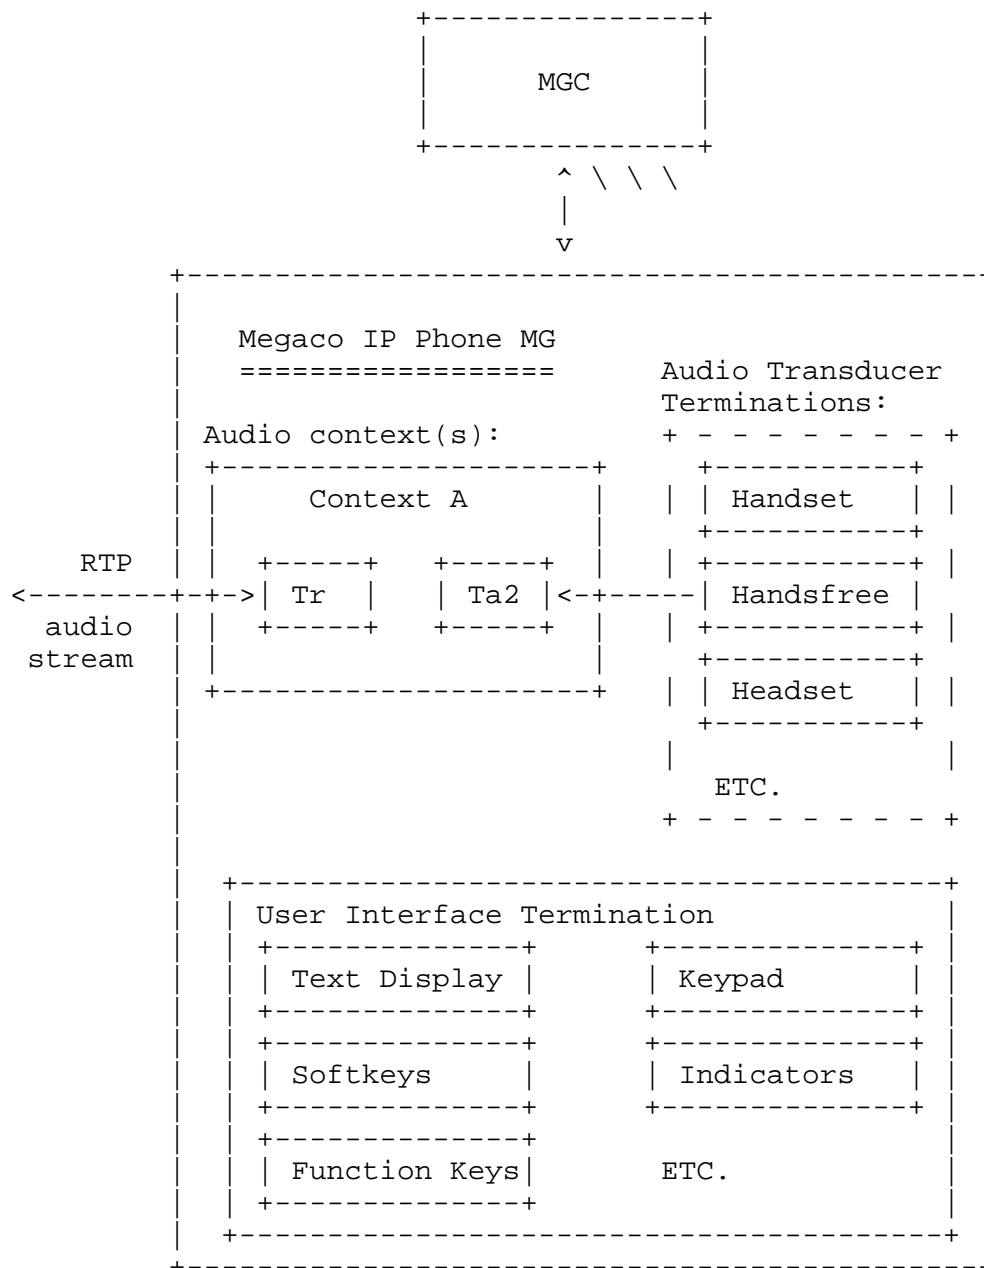 MGC
Megaco IP Phone MG
==================
Audio Transducer
Terminations:
Audio context(s):
Context A
Handset
RTP
Tr
Ta2
Handsfree
audio
stream
Headset
ETC.
User Interface Termination
Text Display
Keypad
Softkeys
Indicators
Function Keys
ETC.